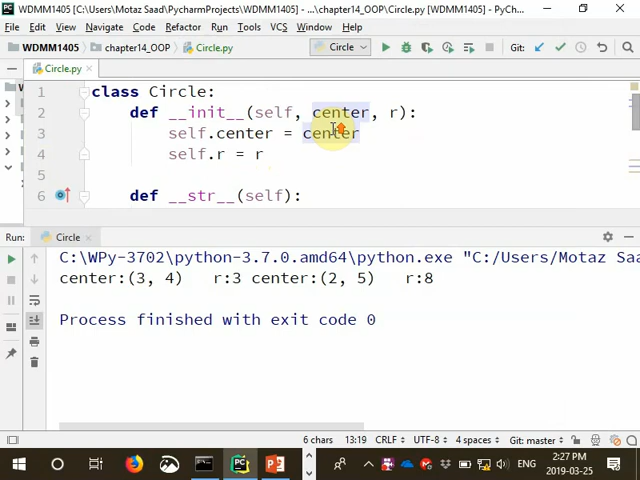 WDMM1405 [C:\Users\Motaz Saad\PycharmProjects\WDMM1405] - ...\chapter14_OOP\Circle.py - PyCh...
File Edit View Navigate Code Refactor Run Tools VCS Window Help
WDMM1405 chapter14_OOP Circle.py Circle Git:
Circle.py
1 class Circle:
2 def __init__(self, center, r):
3 self.center = center
4 self.r = r
5
6 def __str__(self):
Run: Circle
C:\WPy-3702\python-3.7.0.amd64\python.exe "C:/Users/Motaz Saa
center:(3, 4) r:3 center:(2, 5) r:8
Process finished with exit code 0
6 chars 13:19 CRLF UTF-8 4 spaces Git: master
ENG 2:27 PM
2019-03-25